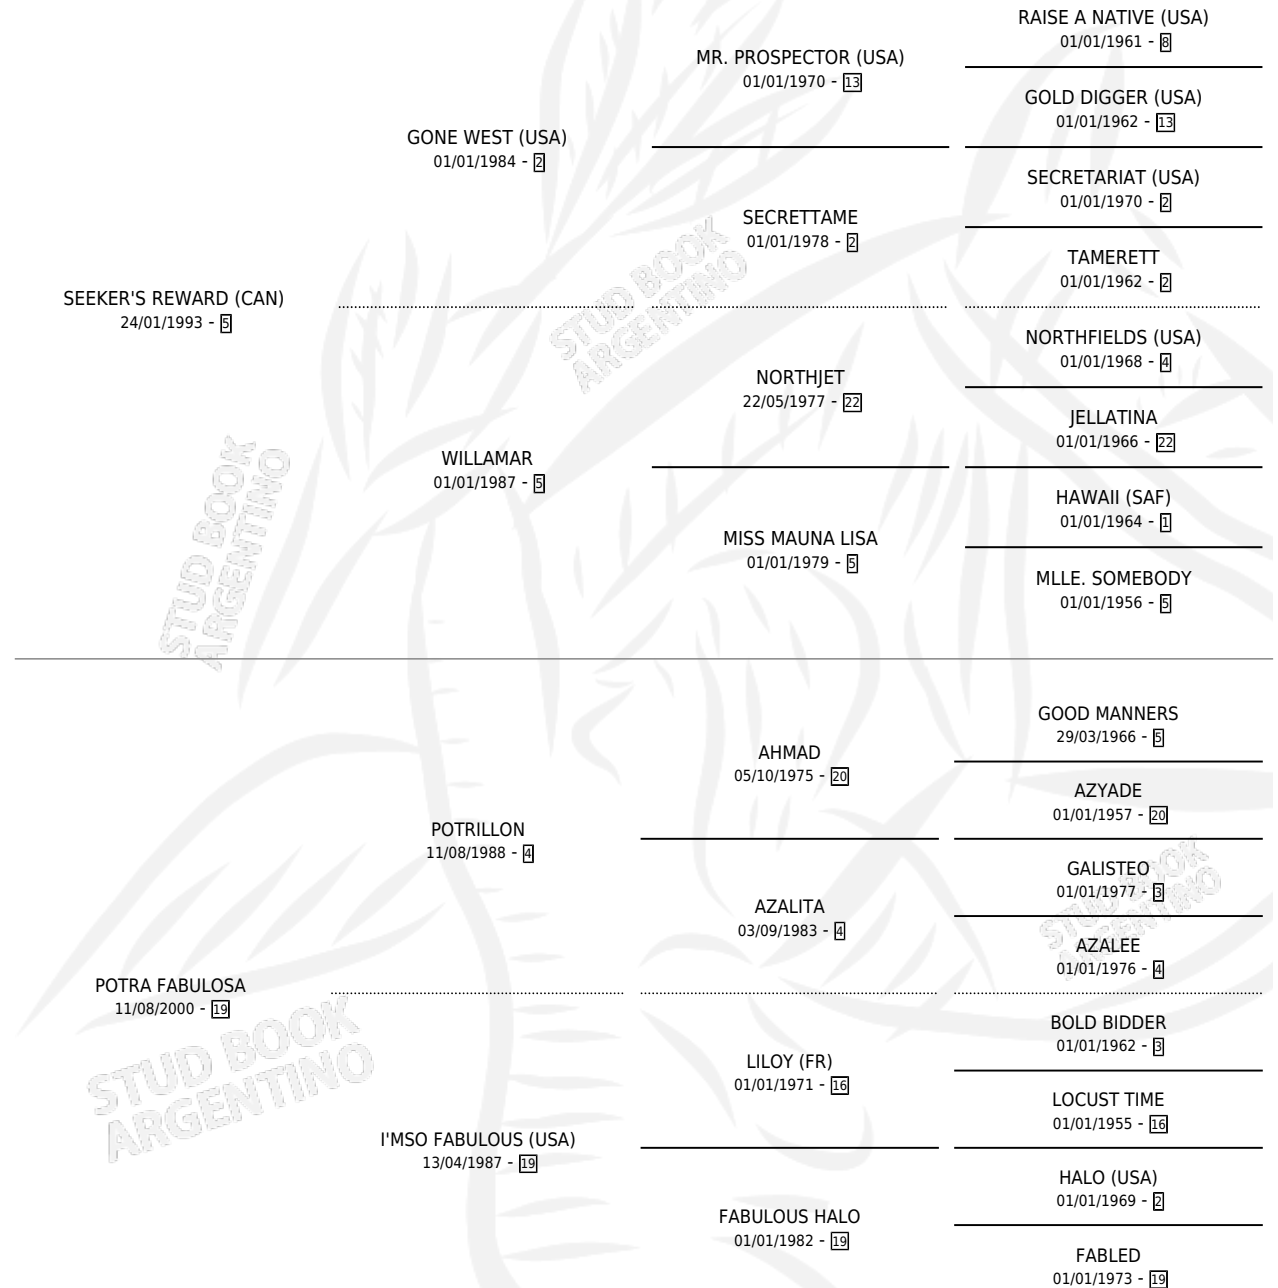 RAISE A NATIVE (USA)
01/01/1961 - 8
MR. PROSPECTOR (USA)
01/01/1970 - 13
GOLD DIGGER (USA)
01/01/1962 - 13
GONE WEST (USA)
01/01/1984 - 2
SECRETARIAT (USA)
01/01/1970 - 2
SECRETTAME
01/01/1978 - 2
TAMERETT
01/01/1962 - 2
SEEKER'S REWARD (CAN)
24/01/1993 - 5
NORTHFIELDS (USA)
01/01/1968 - 4
NORTHJET
22/05/1977 - 22
JELLATINA
01/01/1966 - 22
WILLAMAR
01/01/1987 - 5
HAWAII (SAF)
01/01/1964 - 1
MISS MAUNA LISA
01/01/1979 - 5
MLLE. SOMEBODY
01/01/1956 - 5
STUD BOOK
ARGENTINO
STUD BOOK
ARGENTINO
GOOD MANNERS
29/03/1966 - 5
AHMAD
05/10/1975 - 20
AZYADE
01/01/1957 - 20
POTRILLON
11/08/1988 - 4
GALISTEO
01/01/1977 - 3
AZALITA
03/09/1983 - 4
AZALEE
01/01/1976 - 4
STUD BOOK
ARGENTINO
POTRA FABULOSA
11/08/2000 - 19
BOLD BIDDER
01/01/1962 - 3
LILOY (FR)
01/01/1971 - 16
LOCUST TIME
01/01/1955 - 16
STUD BOOK
ARGENTINO
I'MSO FABULOUS (USA)
13/04/1987 - 19
HALO (USA)
01/01/1969 - 2
FABULOUS HALO
01/01/1982 - 19
FABLED
01/01/1973 - 19